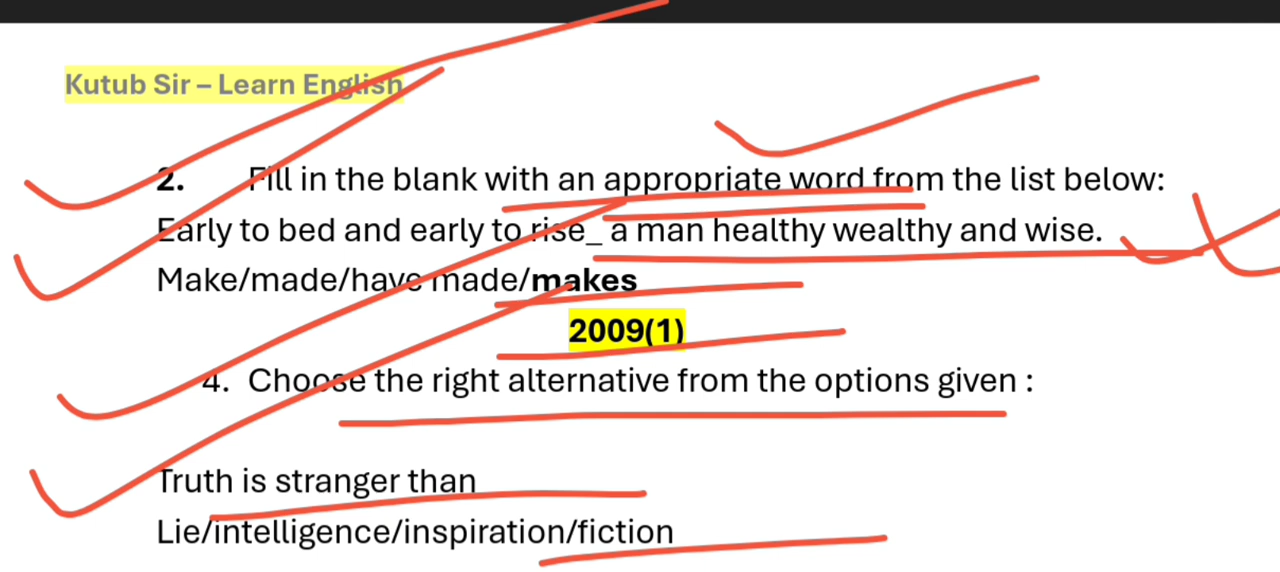 Kutub Sir – Learn English
2. Fill in the blank with an appropriate word from the list below:
Early to bed and early to rise_ a man healthy wealthy and wise.
Make/made/have made/makes
2009(1)
4. Choose the right alternative from the options given :
Truth is stranger than
Lie/intelligence/inspiration/fiction